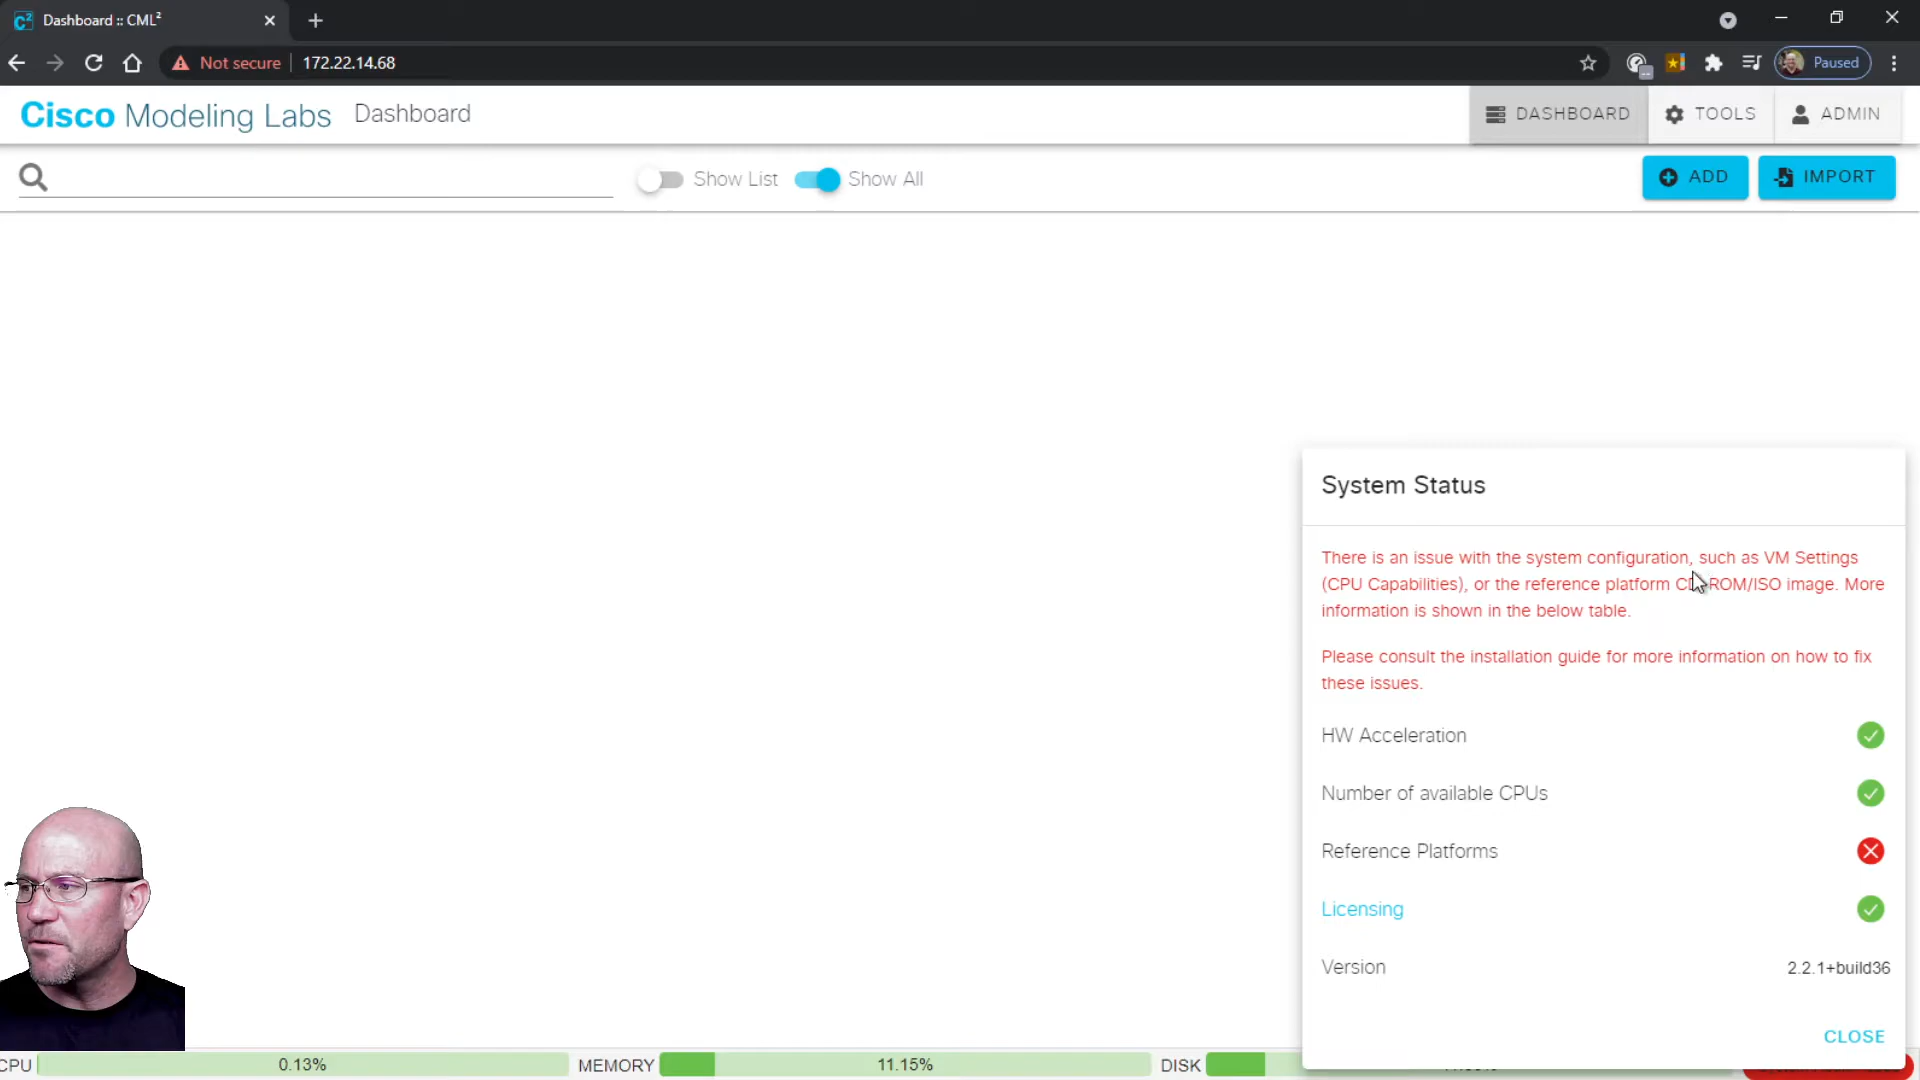 Dashboard :: CML²
Not secure
172.22.14.68
Paused
Cisco Modeling Labs
Dashboard
DASHBOARD
TOOLS
ADMIN
Show List
Show All
ADD
IMPORT
System Status
There is an issue with the system configuration, such as VM Settings
(CPU Capabilities), or the reference platform CD-ROM/ISO image. More
information is shown in the below table.
Please consult the installation guide for more information on how to fix
these issues.
HW Acceleration
Number of available CPUs
Reference Platforms
Licensing
Version
2.2.1+build36
CLOSE
CPU
0.13%
MEMORY
11.15%
DISK